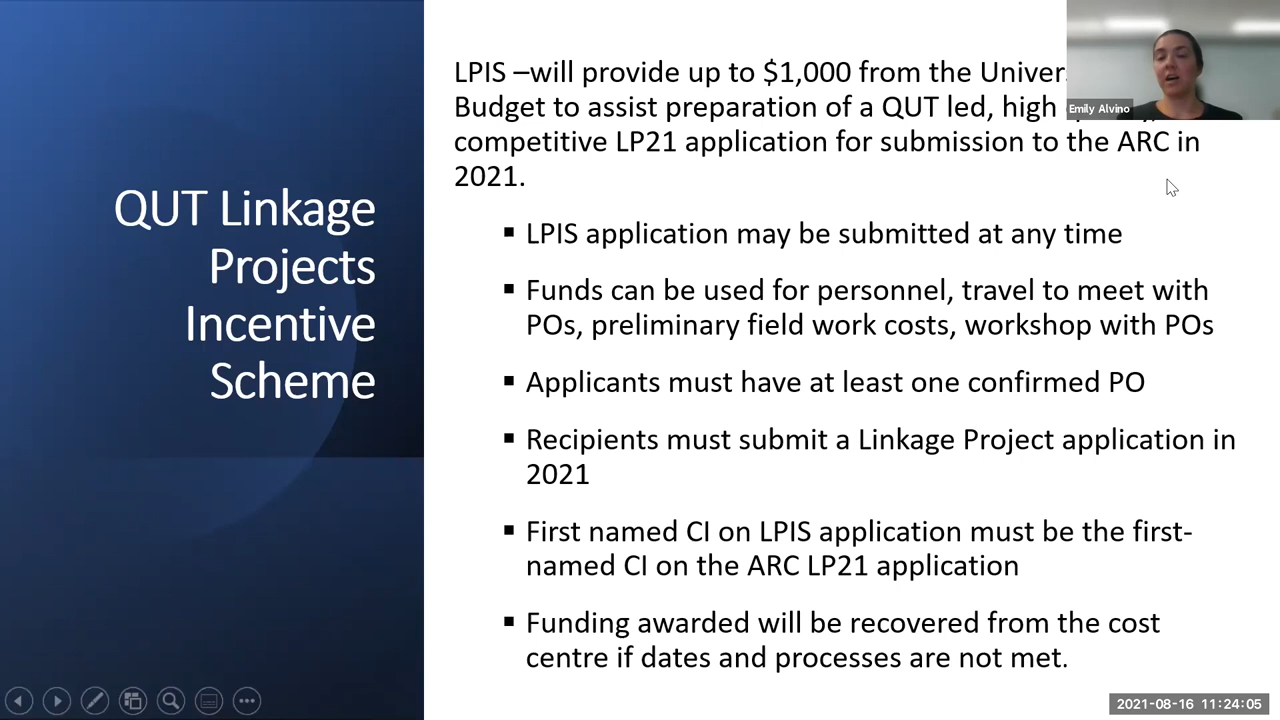 QUT Linkage
Projects
Incentive
Scheme
LPIS –will provide up to $1,000 from the
Budget to assist preparation of a QUT led, high
competitive LP21 application for submission to the ARC in
2021.
▪ LPIS application may be submitted at any time
▪ Funds can be used for personnel, travel to meet with
POs, preliminary field work costs, workshop with POs
▪ Applicants must have at least one confirmed PO
▪ Recipients must submit a Linkage Project application in
2021
▪ First named CI on LPIS application must be the first-
named CI on the ARC LP21 application
▪ Funding awarded will be recovered from the cost
centre if dates and processes are not met.
Emily Alvino
2021-08-16 11:24:05